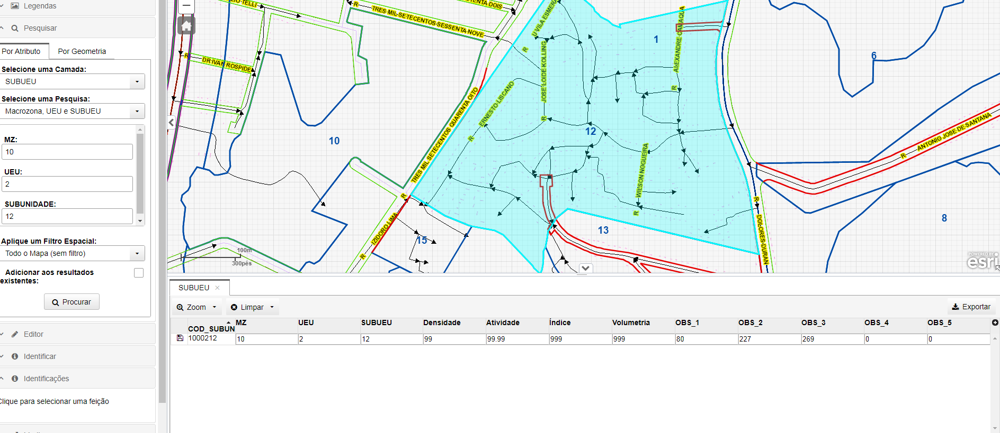 Legendas
Pesquisar
Por Atributo
Por Geometria
Selecione uma Camada:
SUBUEU
Selecione uma Pesquisa:
Macrozona, UEU e SUBUEU
MZ:
10
UEU:
2
SUBUNIDADE:
12
Aplique um Filtro Espacial:
Todo o Mapa (sem filtro)
Adicionar aos resultados
existentes:
Procurar
Editor
Identificar
Identificações
Clique para selecionar uma feição
TELLI
R TRES MIL SETECENTOS SESSENTA NOVE
ENTA DOIS
R
DR IVAN ROSPIDE
10
TRES MIL SETECENTOS QUARENTA OITO
R
IZIDORO LIMA
R
U VILA ESMER
R
JOSE LOIDE KOLLING
R
ERNESTO LISCANO
R
1
ALEXANDRE CAMAQUA
R
12
WILSON NOGUEIRA
R
13
15
6
R ANTONIO JOSE DE SANTANA
8
R
DOLORES DURAN
100m
300pés
POWERED BY
esri
SUBUEU
Zoom
Limpar
Exportar
COD_SUBUN MZ UEU SUBUEU Densidade Atividade Índice Volumetria OBS_1 OBS_2 OBS_3 OBS_4 OBS_5
1000212 10 2 12 99 99.99 999 999 80 227 269 0 0